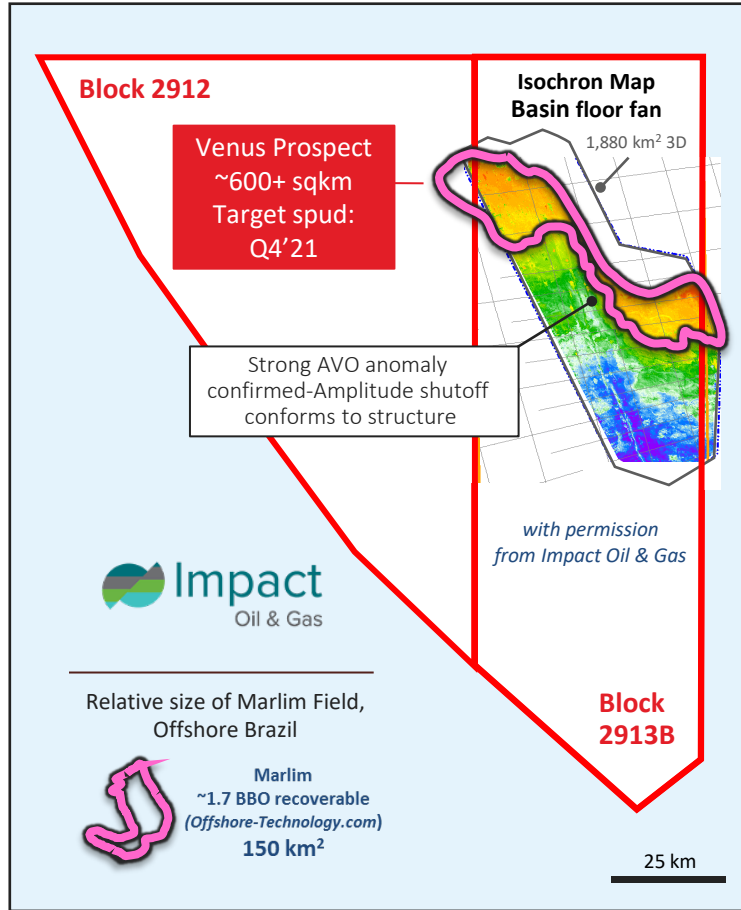 Block 2912
Isochron Map
Basin floor fan
1,880 km² 3D
Venus Prospect
~600+ sqkm
Target spud:
Q4’21
Strong AVO anomaly
confirmed-Amplitude shutoff
conforms to structure
with permission
from Impact Oil & Gas
Impact
Oil & Gas
Relative size of Marlim Field,
Offshore Brazil
Block
2913B
Marlim
~1.7 BBO recoverable
(Offshore-Technology.com)
150 km²
25 km